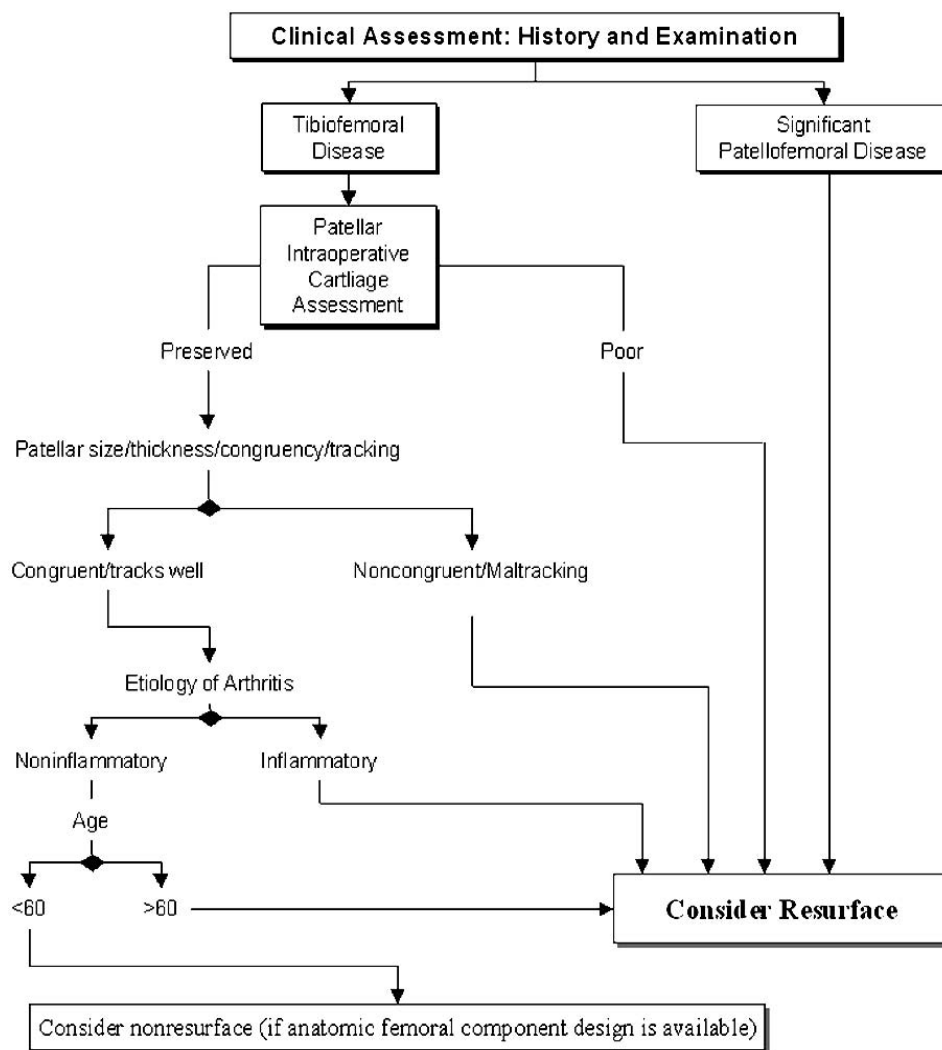 Clinical Assessment: History and Examination
Tibiofemoral
Disease
Significant
Patellofemoral Disease
Patellar
Intraoperative
Cartliage
Assessment
Preserved
Poor
Patellar size/thickness/congruency/tracking
Congruent/tracks well
Noncongruent/Maltracking
Etiology of Arthritis
Noninflammatory
Inflammatory
Age
<60
>60
Consider Resurface
Consider nonresurface (if anatomic femoral component design is available)